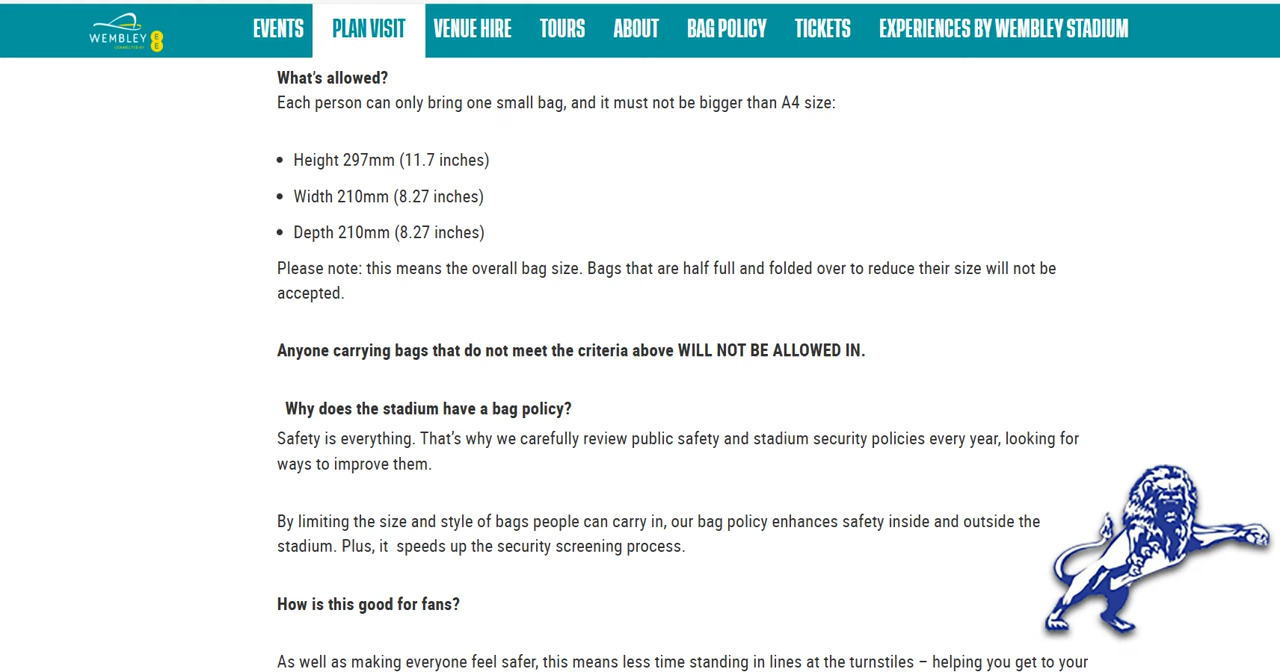 WEMBLEY
CONNECTED BY
EE
EVENTS
PLAN VISIT
VENUE HIRE
TOURS
ABOUT
BAG POLICY
TICKETS
EXPERIENCES BY WEMBLEY STADIUM
What's allowed?
Each person can only bring one small bag, and it must not be bigger than A4 size:
• Height 297mm (11.7 inches)
• Width 210mm (8.27 inches)
• Depth 210mm (8.27 inches)
Please note: this means the overall bag size. Bags that are half full and folded over to reduce their size will not be
accepted.
Anyone carrying bags that do not meet the criteria above WILL NOT BE ALLOWED IN.
Why does the stadium have a bag policy?
Safety is everything. That’s why we carefully review public safety and stadium security policies every year, looking for
ways to improve them.
By limiting the size and style of bags people can carry in, our bag policy enhances safety inside and outside the
stadium. Plus, it  speeds up the security screening process.
How is this good for fans?
As well as making everyone feel safer, this means less time standing in lines at the turnstiles – helping you get to your